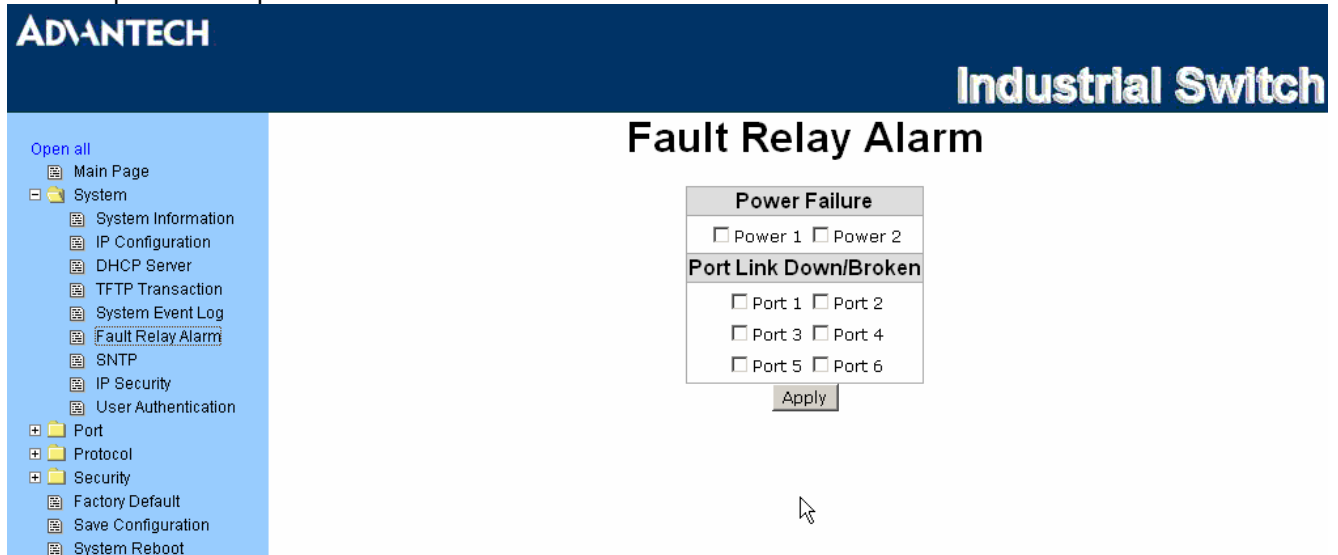 ADVANTECH
Industrial Switch
Open all
Main Page
System
System Information
IP Configuration
DHCP Server
TFTP Transaction
System Event Log
Fault Relay Alarm
SNTP
IP Security
User Authentication
Port
Protocol
Security
Factory Default
Save Configuration
System Reboot
Fault Relay Alarm
Power Failure
Power 1 Power 2
Port Link Down/Broken
Port 1 Port 2
Port 3 Port 4
Port 5 Port 6
Apply